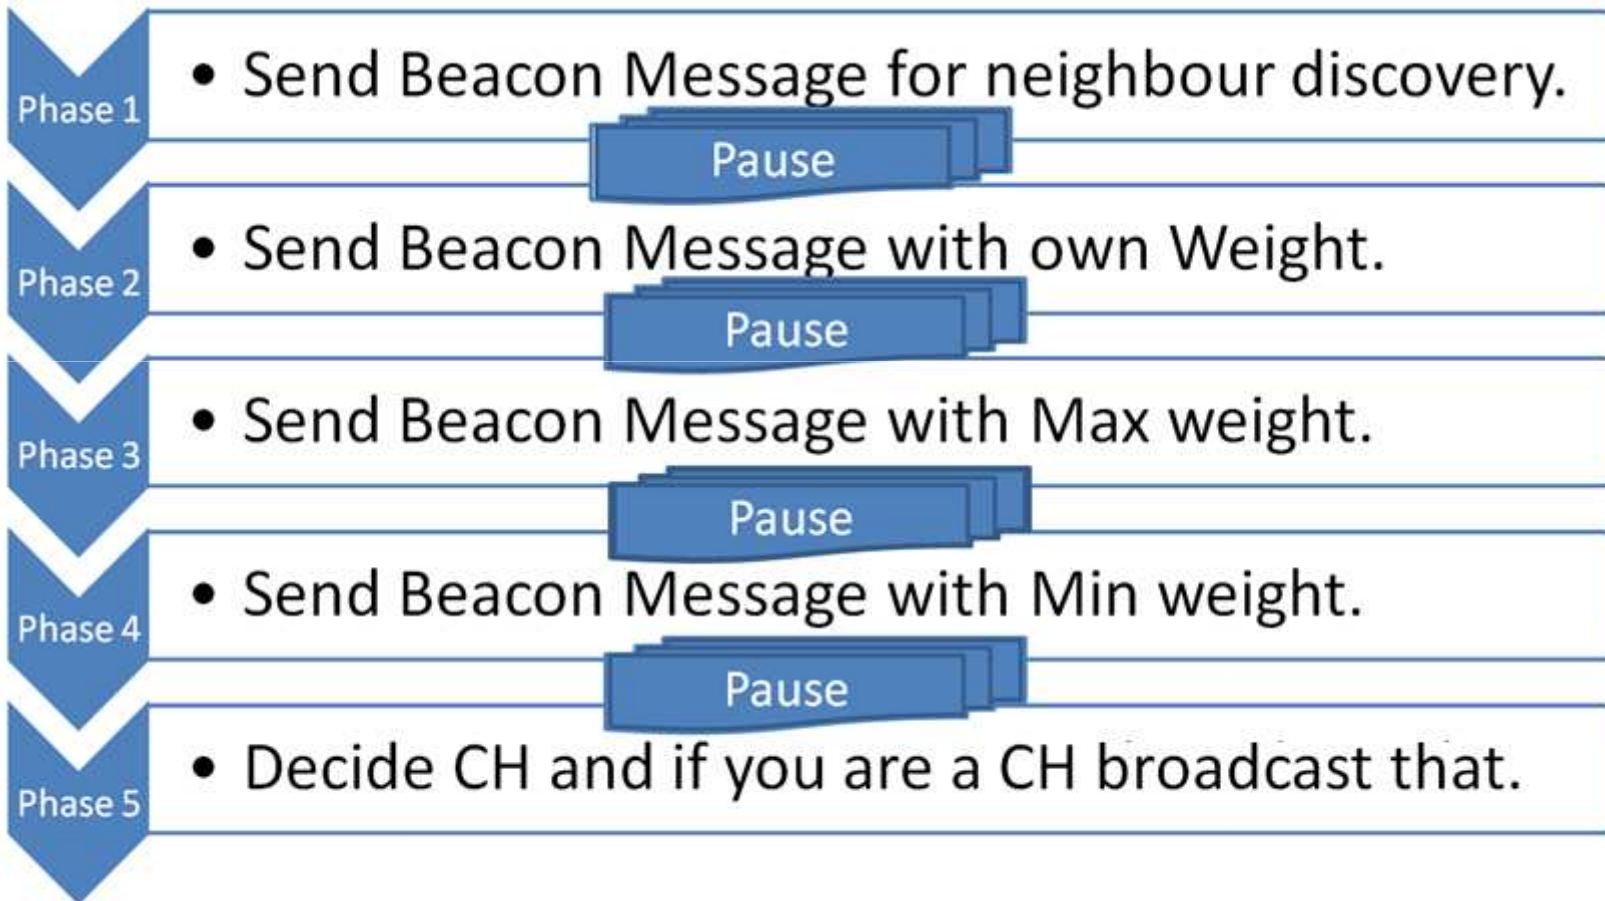 Phase 1
• Send Beacon Message for neighbour discovery.
Pause
Phase 2
• Send Beacon Message with own Weight.
Pause
Phase 3
• Send Beacon Message with Max weight.
Pause
Phase 4
• Send Beacon Message with Min weight.
Pause
Phase 5
• Decide CH and if you are a CH broadcast that.